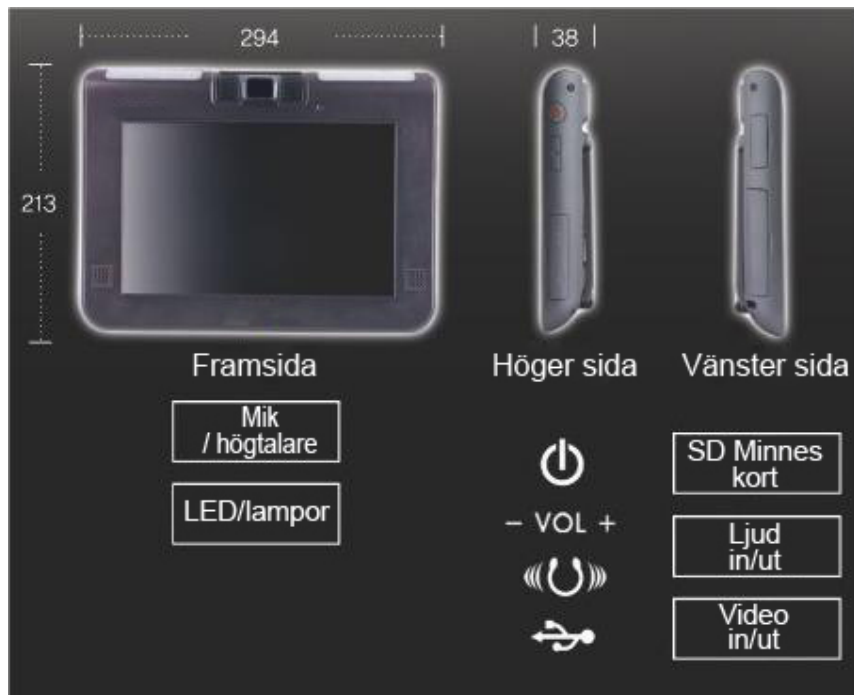 294
38
213
Framsida
Höger sida
Vänster sida
Mik
/ högtalare
LED/lampor
- VOL +
SD Minnes
kort
Ljud
in/ut
Video
in/ut